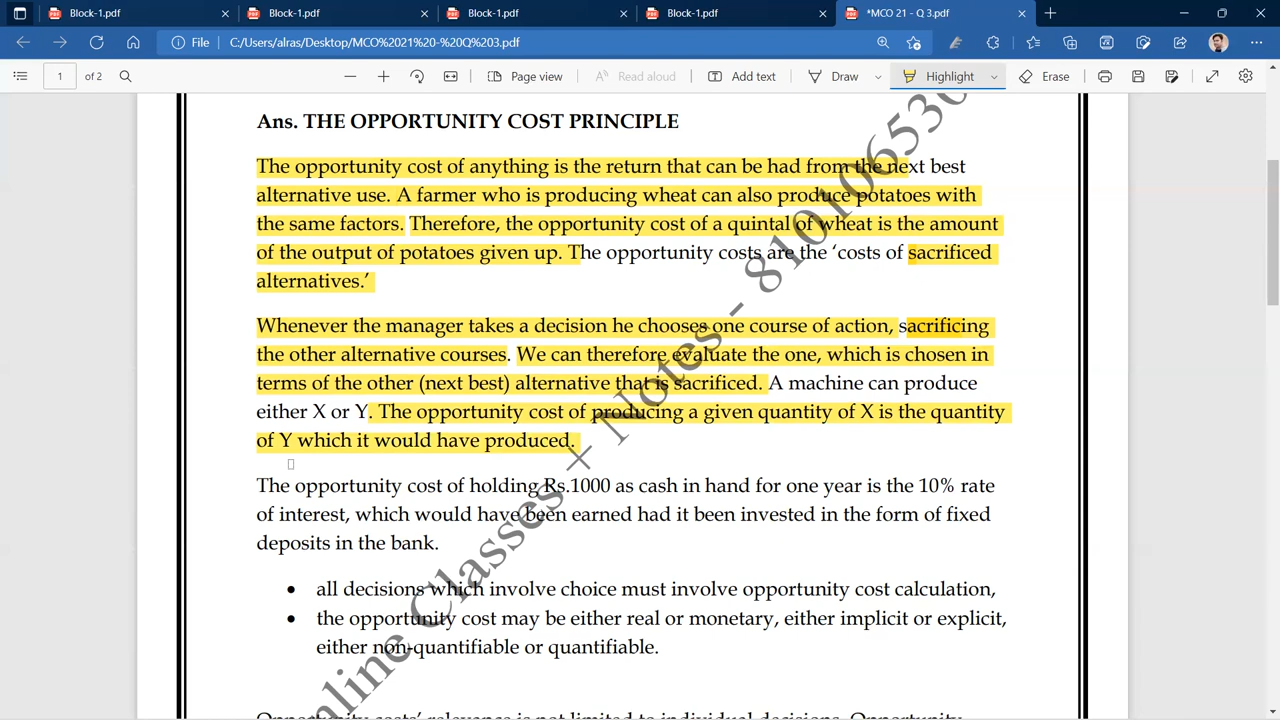 Block-1.pdf
Block-1.pdf
Block-1.pdf
Block-1.pdf
*MCO 21 - Q 3.pdf
File C:/Users/alras/Desktop/MCO%2021%20-%20Q%203.pdf
1 of 2
Page view
Read aloud
Add text
Draw
Highlight
Erase
Ans. THE OPPORTUNITY COST PRINCIPLE
The opportunity cost of anything is the return that can be had from the next best
alternative use. A farmer who is producing wheat can also produce potatoes with
the same factors. Therefore, the opportunity cost of a quintal of wheat is the amount
of the output of potatoes given up. The opportunity costs are the ‘costs of sacrificed
alternatives.’
Whenever the manager takes a decision he chooses one course of action, sacrificing
the other alternative courses. We can therefore evaluate the one, which is chosen in
terms of the other (next best) alternative that is sacrificed. A machine can produce
either X or Y. The opportunity cost of producing a given quantity of X is the quantity
of Y which it would have produced.
The opportunity cost of holding Rs.1000 as cash in hand for one year is the 10% rate
of interest, which would have been earned had it been invested in the form of fixed
deposits in the bank.
• all decisions which involve choice must involve opportunity cost calculation,
• the opportunity cost may be either real or monetary, either implicit or explicit,
either non-quantifiable or quantifiable.
Opportunity costs’ relevance is not limited to individual decisions. Opportunity
Classes + Notes -